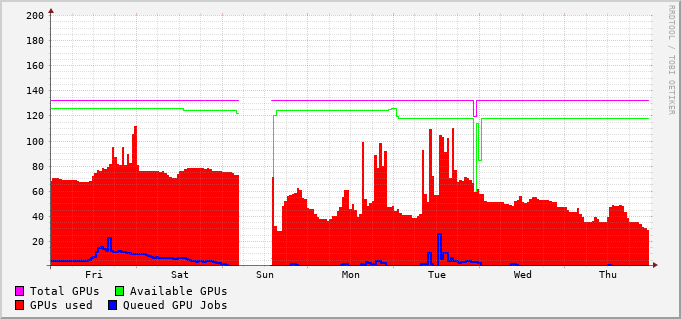 200
180
160
140
120
100
80
60
40
20
Fri Sat Sun Mon Tue Wed Thu
Total GPUs Available GPUs
GPUs used Queued GPU Jobs
RRDTOOL / TOBI OETIKER